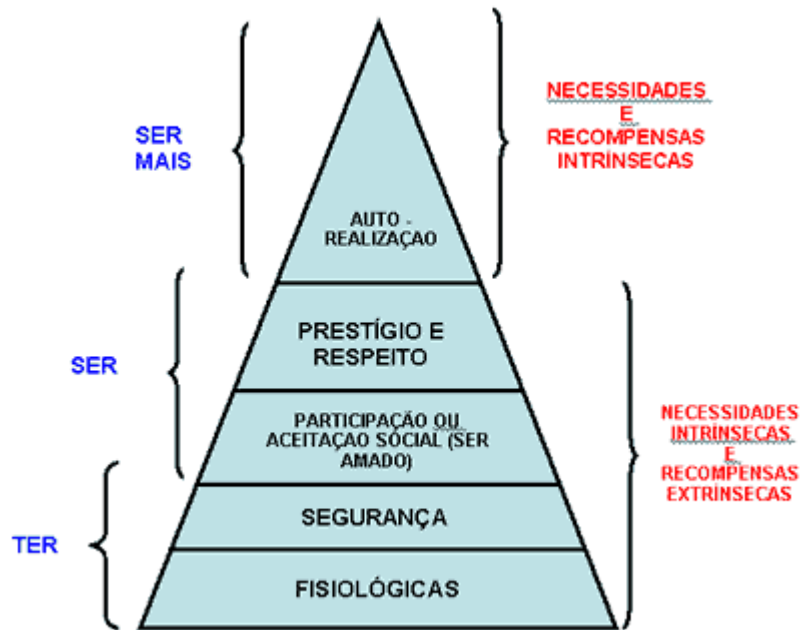 SER
MAIS
NECESSIDADES
E
RECOMPENSAS
INTRÍNSECAS
AUTO -
REALIZAÇAO
PRESTÍGIO E
RESPEITO
SER
PARTICIPAÇÃO OU
ACEITAÇAO SOCIAL (SER
AMADO)
NECESSIDADES
INTRÍNSECAS
E
RECOMPENSAS
EXTRÍNSECAS
SEGURANÇA
TER
FISIOLÓGICAS